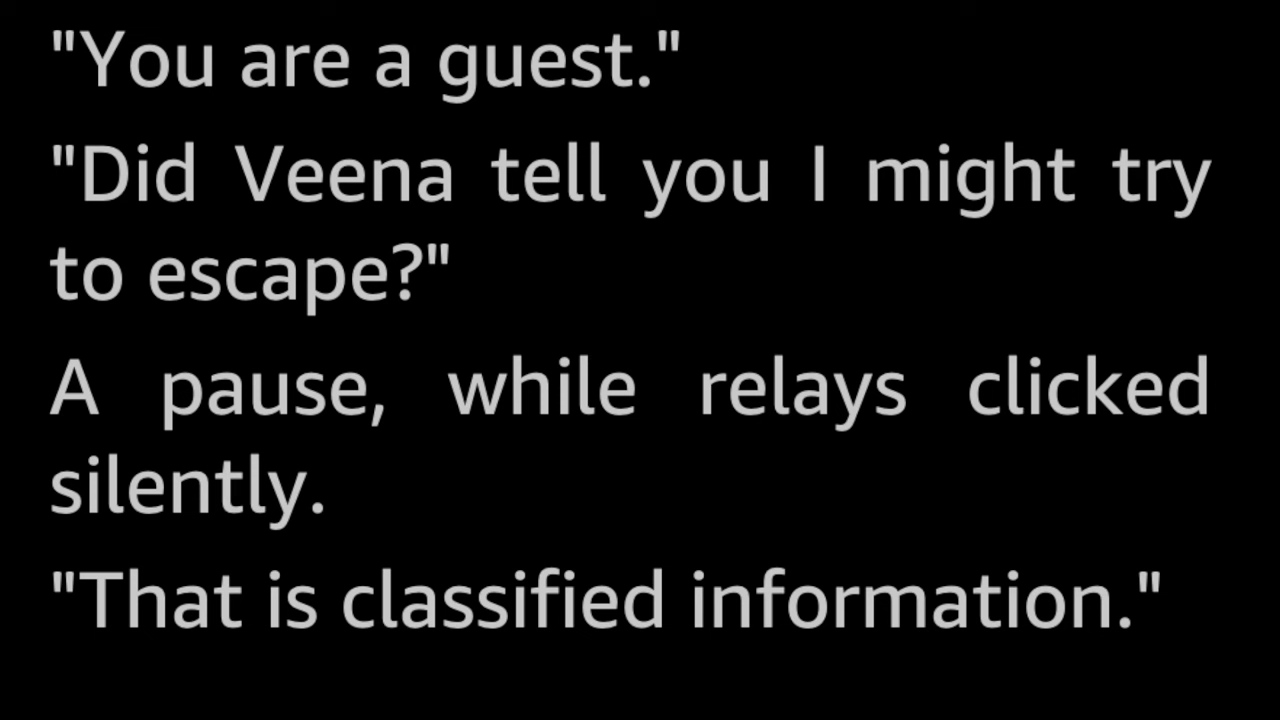 "You are a guest."
"Did Veena tell you I might try
to escape?"
A pause, while relays clicked
silently.
"That is classified information."